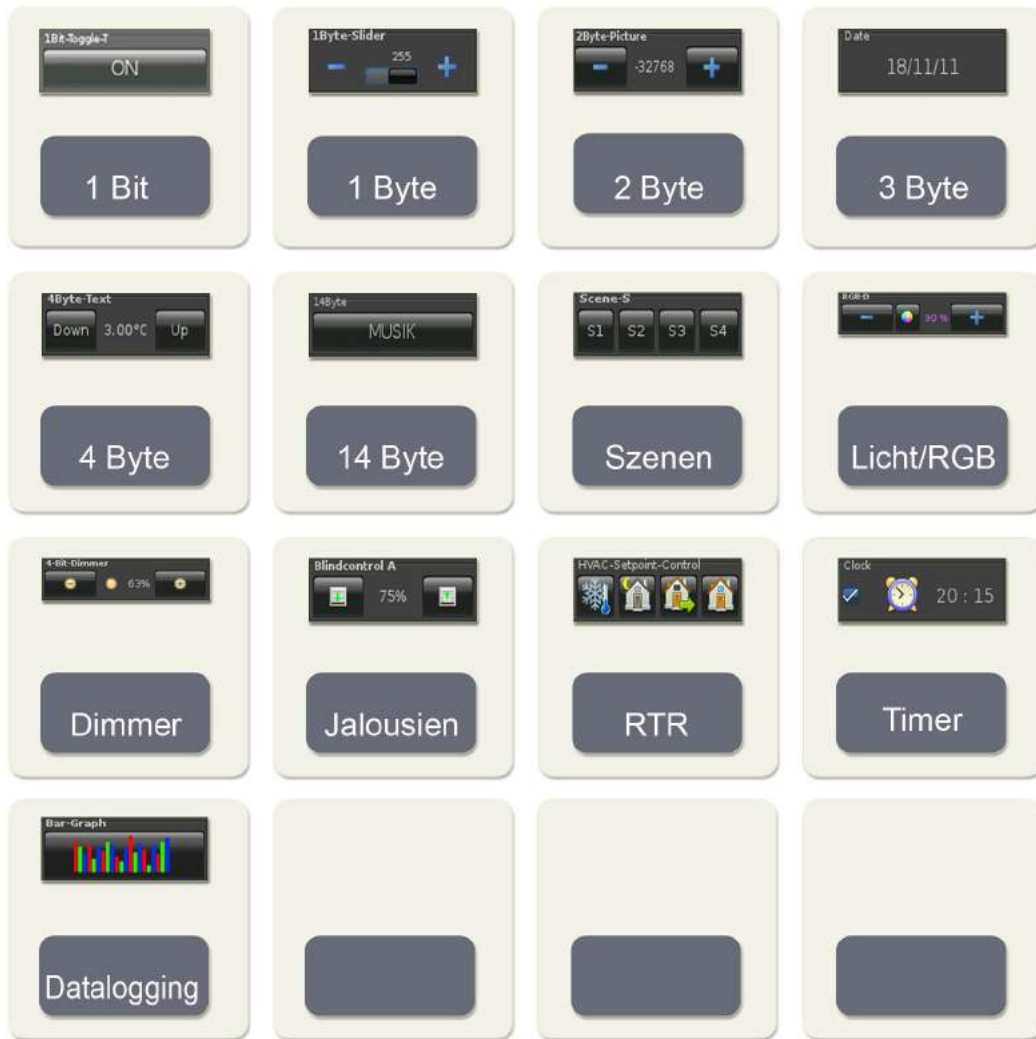 1Bit-Toggle-T
ON
1 Bit
1Byte-Slider
255
1 Byte
2Byte-Picture
-32768
2 Byte
Date
18/11/11
3 Byte
4Byte-Text
Down 3.00°C Up
4 Byte
14Byte
MUSIK
14 Byte
Scene-S
S1 S2 S3 S4
Szenen
RGB-D
90 %
Licht/RGB
4-Bit-Dimmer
63%
Dimmer
Blindcontrol A
75%
Jalousien
HVAC-Setpoint-Control
RTR
Clock
20 : 15
Timer
Bar-Graph
Datalogging